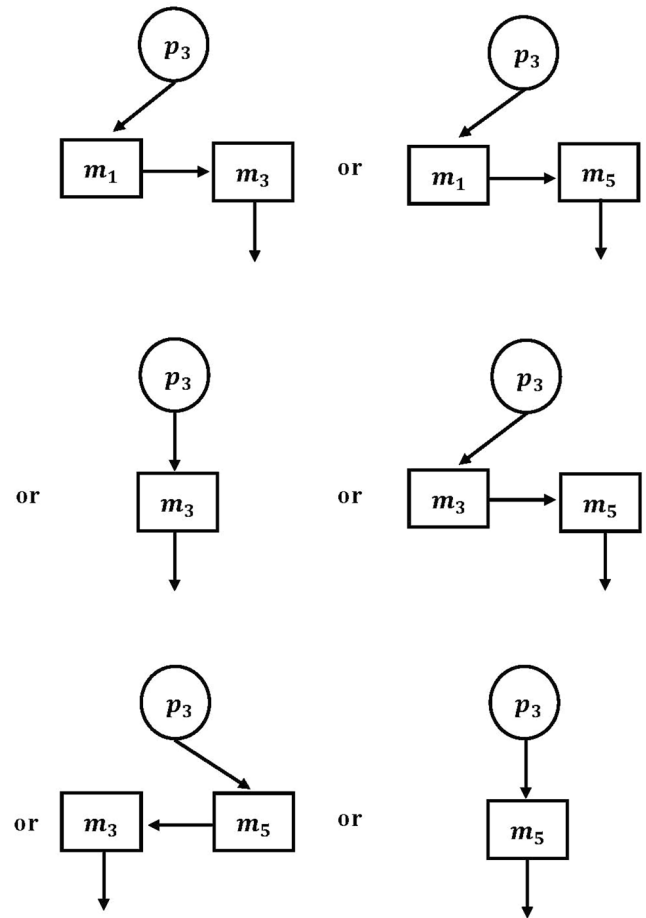 p₃ p₃
m₁ m₃ or m₁ m₅
p₃ p₃
or m₃ or m₃ m₅
p₃ p₃
or m₃ m₅ or m₅